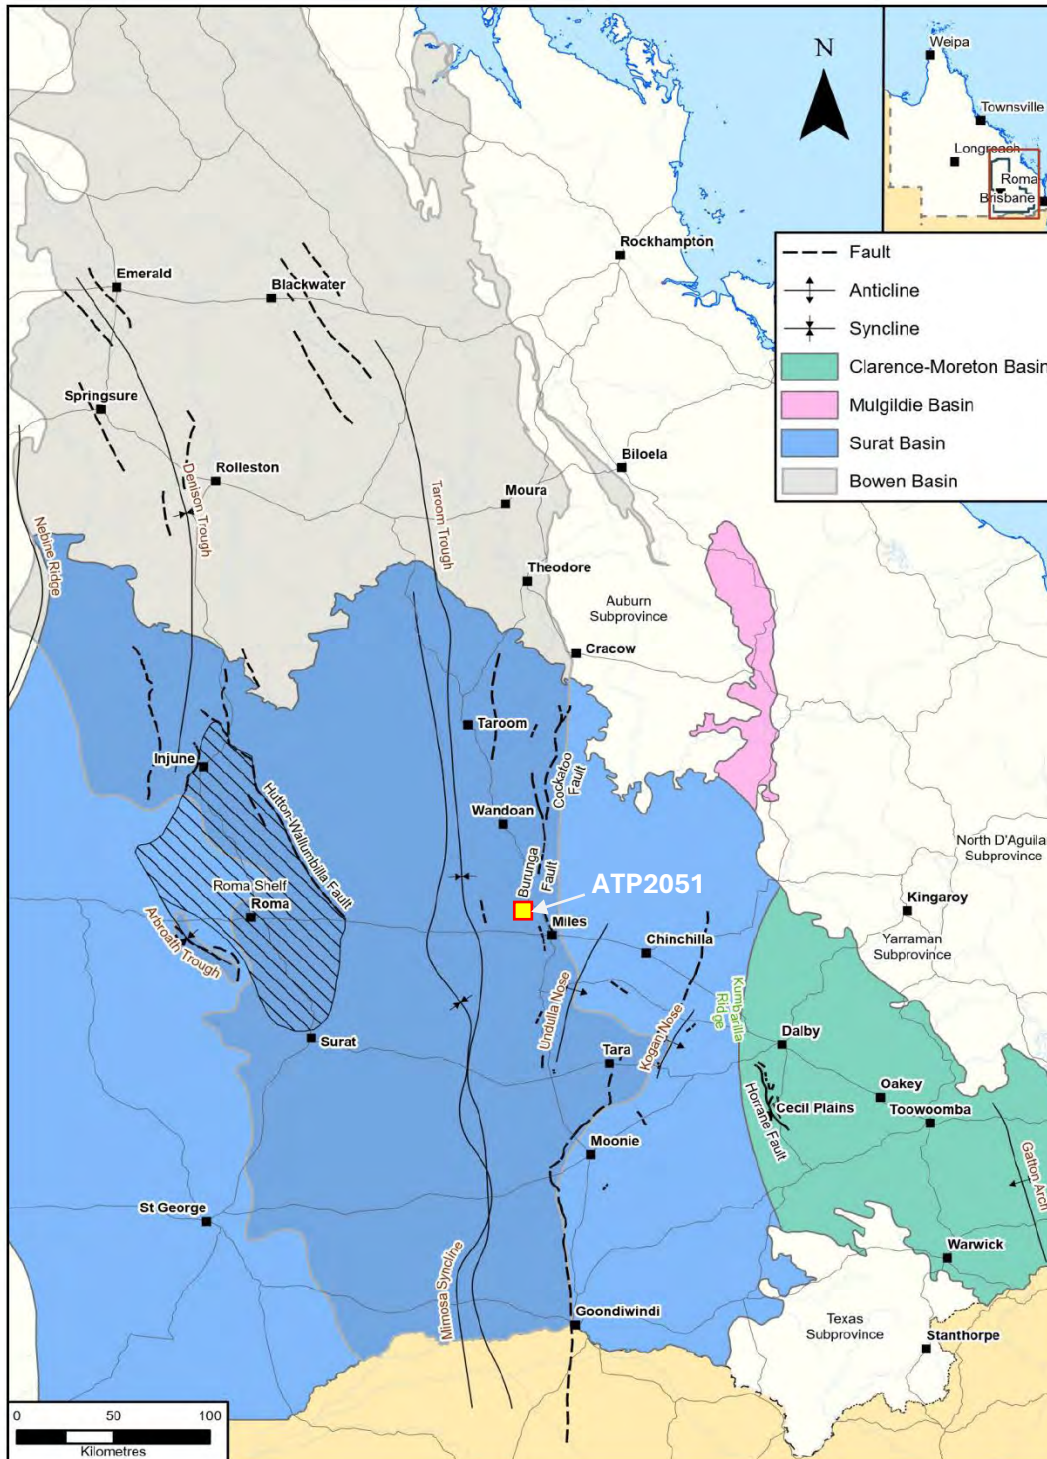 N
Weipa
Townsville
Longreach
Roma
Brisbane
Fault
Anticline
Syncline
Clarence-Moreton Basin
Mulgildie Basin
Surat Basin
Bowen Basin
Rockhampton
Emerald
Blackwater
Springsure
Rolleston
Denison Trough
Nebine Ridge
Taroom Trough
Moura
Biloela
Theodore
Auburn
Subprovince
Cracow
Taroom
Injune
Cockatoo
Fault
Wandoan
Hutton-Wallumbilla Fault
North D'Aguilar
Subprovince
Burunga
Fault
ATP2051
Roma Shelf
Roma
Kingaroy
Miles
Arbroath Trough
Chinchilla
Yarraman
Subprovince
Undulla Nose
Kogan Nose
Kumbarilla
Ridge
Surat
Tara
Dalby
Oakey
Horrane Fault
Cecil Plains
Toowoomba
Moonie
Gatton Arch
St George
Mimosa Syncline
Warwick
Goondiwindi
Texas
Subprovince
Stanthorpe
0 50 100
Kilometres